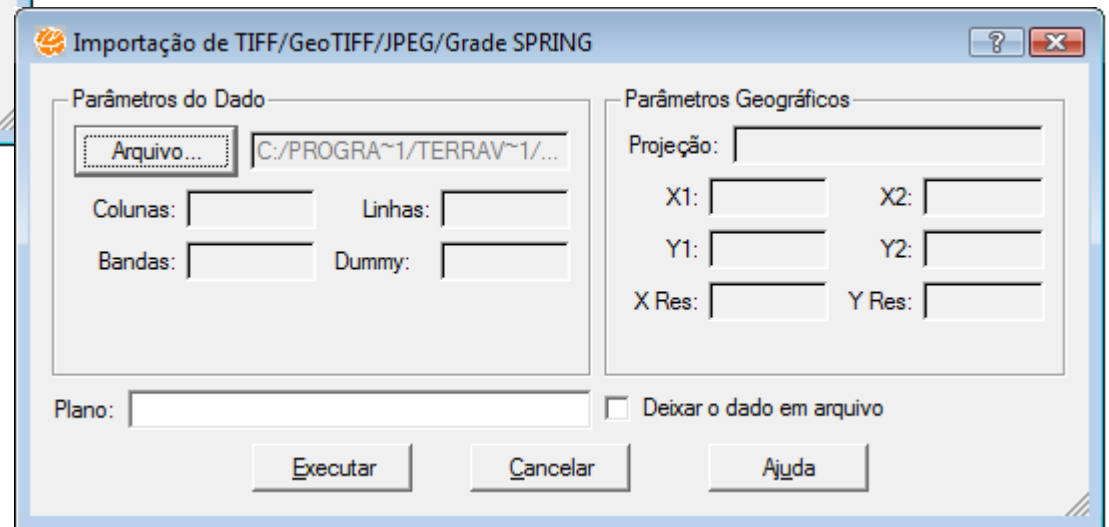 Importação de TIFF/GeoTIFF/JPEG/Grade SPRING
Parâmetros do Dado
Arquivo... C:/PROGRA~1/TERRAV~1/...
Colunas: Linhas:
Bandas: Dummy:
Parâmetros Geográficos
Projeção:
X1: X2:
Y1: Y2:
X Res: Y Res:
Plano: Deixar o dado em arquivo
Executar Cancelar Ajuda